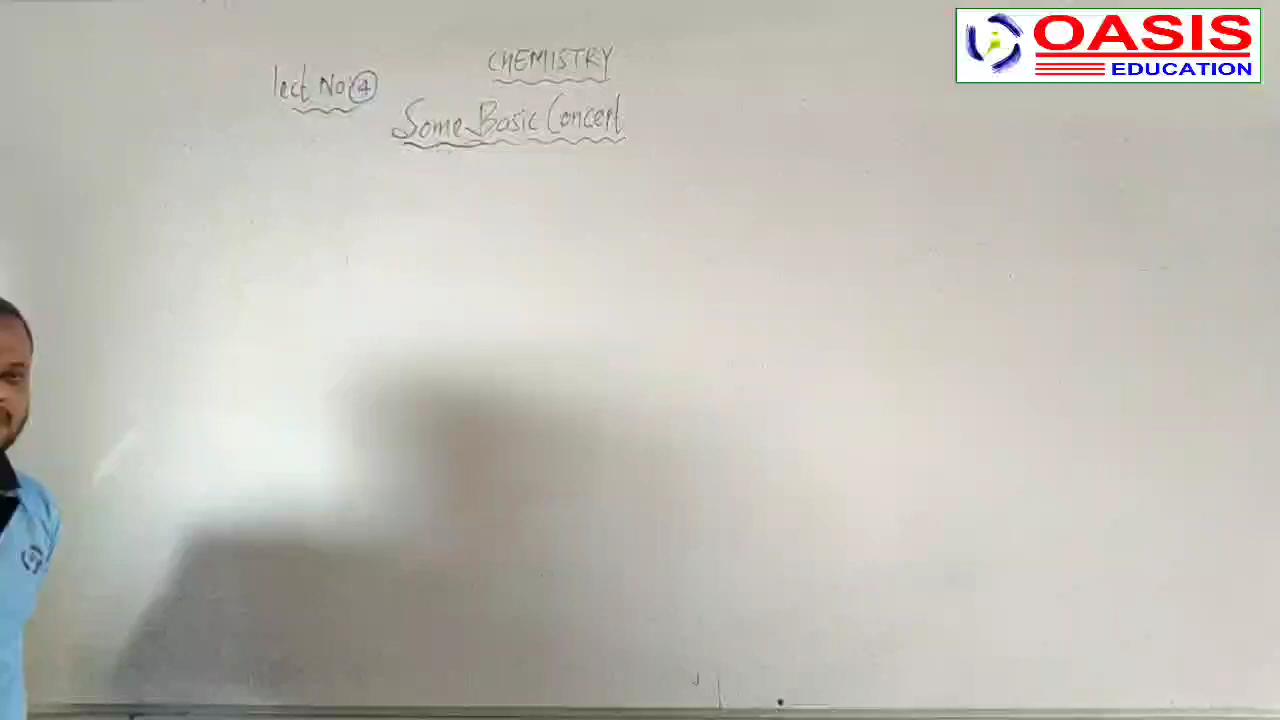 CHEMISTRY
lect No: 4
Some Basic Concept
OASIS
EDUCATION